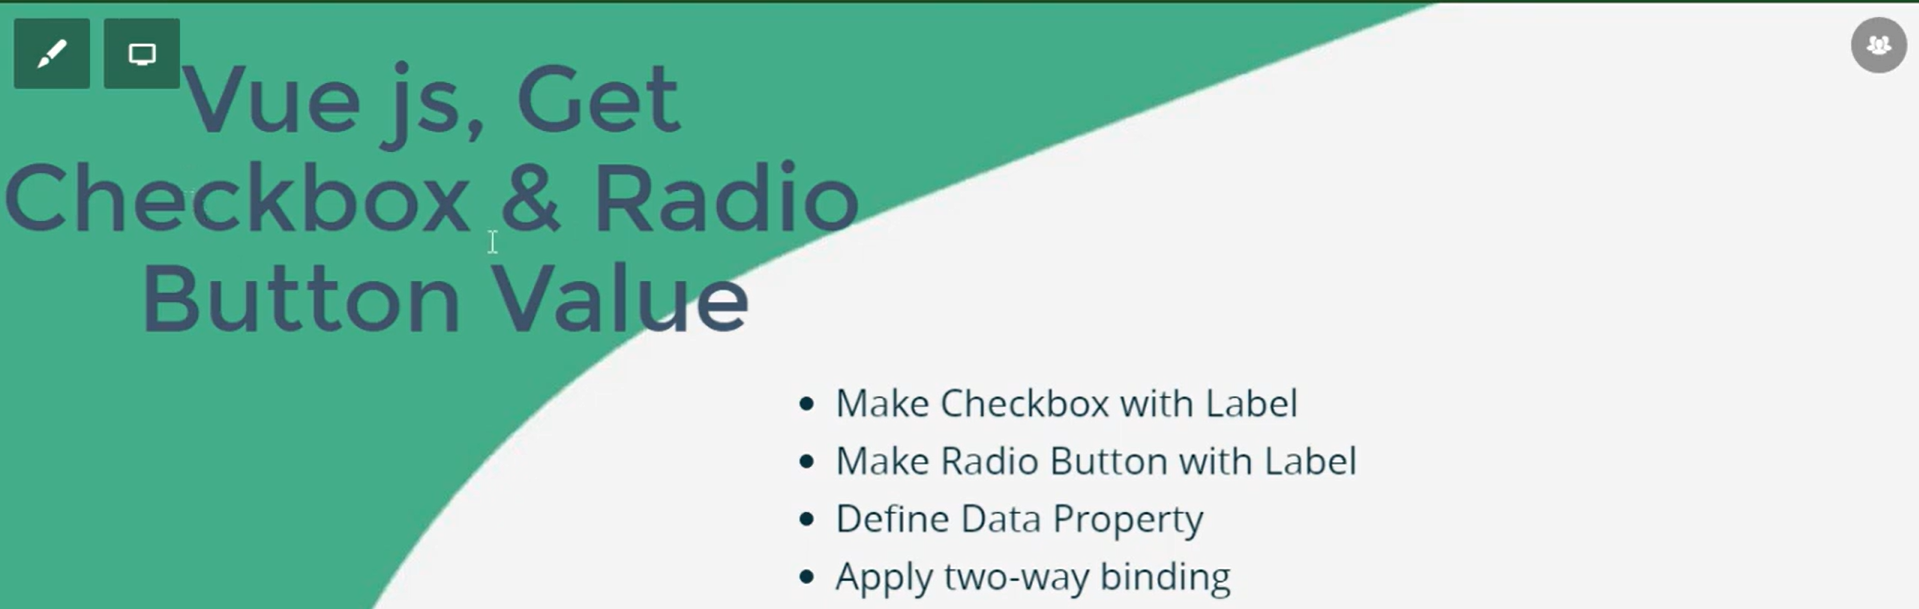 Vue js, Get
Checkbox & Radio
Button Value
Make Checkbox with Label
Make Radio Button with Label
Define Data Property
Apply two-way binding